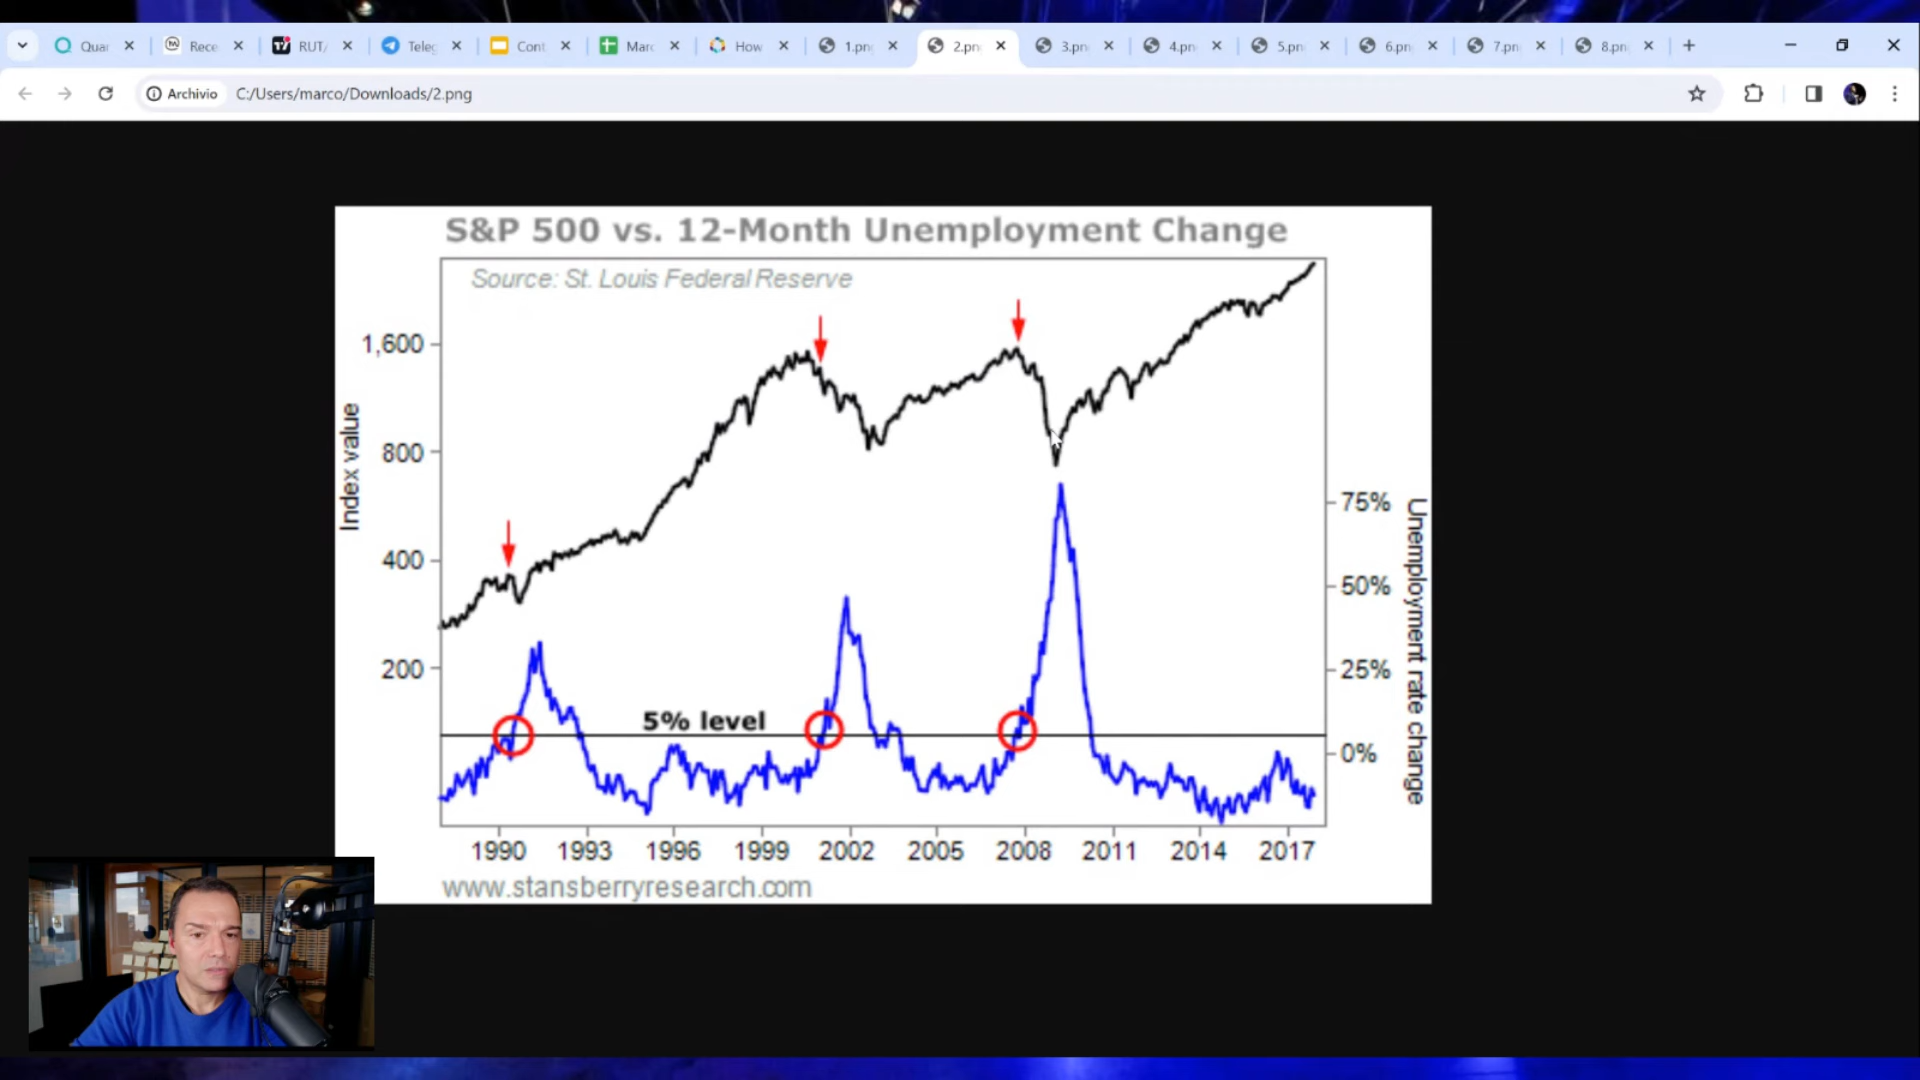 Quar
Rece
RUT/
Teleg
Cont
Marc
How
1.pn
2.pn
3.pn
4.pn
5.pn
6.pn
7.pn
8.pn
Archivio C:/Users/marco/Downloads/2.png
S&P 500 vs. 12-Month Unemployment Change
Source: St. Louis Federal Reserve
Index value
1,600
800
400
200
5% level
75%
50%
25%
0%
Unemployment rate change
1990 1993 1996 1999 2002 2005 2008 2011 2014 2017
www.stansberryresearch.com